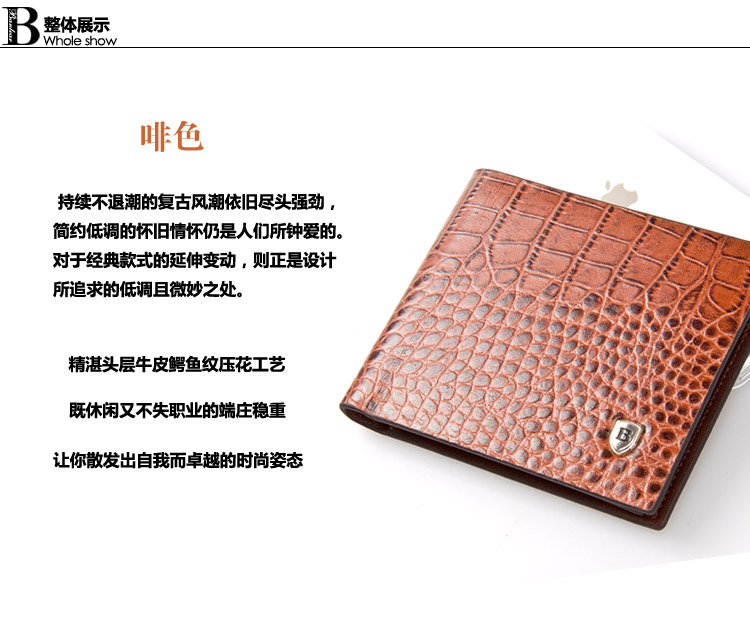 B 整体展示
Whole show
啡色
持续不退潮的复古风潮依旧尽头强劲，
简约低调的怀旧情怀仍是人们所钟爱的。
对于经典款式的延伸变动，则正是设计
所追求的低调且微妙之处。
精湛头层牛皮鳄鱼纹压花工艺
既休闲又不失职业的端庄稳重
让你散发出自我而卓越的时尚姿态
B